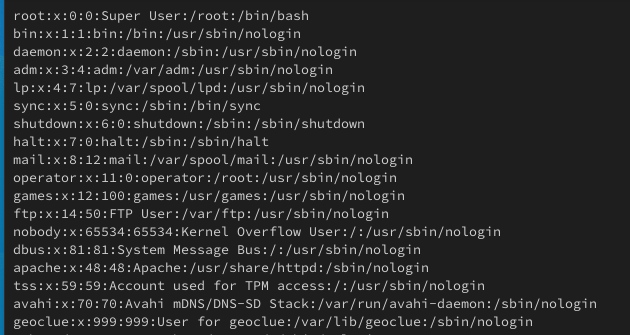 root:x:0:0:Super User:/root:/bin/bash
bin:x:1:1:bin:/bin:/usr/sbin/nologin
daemon:x:2:2:daemon:/sbin:/usr/sbin/nologin
adm:x:3:4:adm:/var/adm:/usr/sbin/nologin
lp:x:4:7:lp:/var/spool/lpd:/usr/sbin/nologin
sync:x:5:0:sync:/sbin:/bin/sync
shutdown:x:6:0:shutdown:/sbin:/sbin/shutdown
halt:x:7:0:halt:/sbin:/sbin/halt
mail:x:8:12:mail:/var/spool/mail:/usr/sbin/nologin
operator:x:11:0:operator:/root:/usr/sbin/nologin
games:x:12:100:games:/usr/games:/usr/sbin/nologin
ftp:x:14:50:FTP User:/var/ftp:/usr/sbin/nologin
nobody:x:65534:65534:Kernel Overflow User:/:/usr/sbin/nologin
dbus:x:81:81:System Message Bus:/:/usr/sbin/nologin
apache:x:48:48:Apache:/usr/share/httpd:/sbin/nologin
tss:x:59:59:Account used for TPM access:/:/usr/sbin/nologin
avahi:x:70:70:Avahi mDNS/DNS-SD Stack:/var/run/avahi-daemon:/sbin/nologin
geoclue:x:999:999:User for geoclue:/var/lib/geoclue:/sbin/nologin